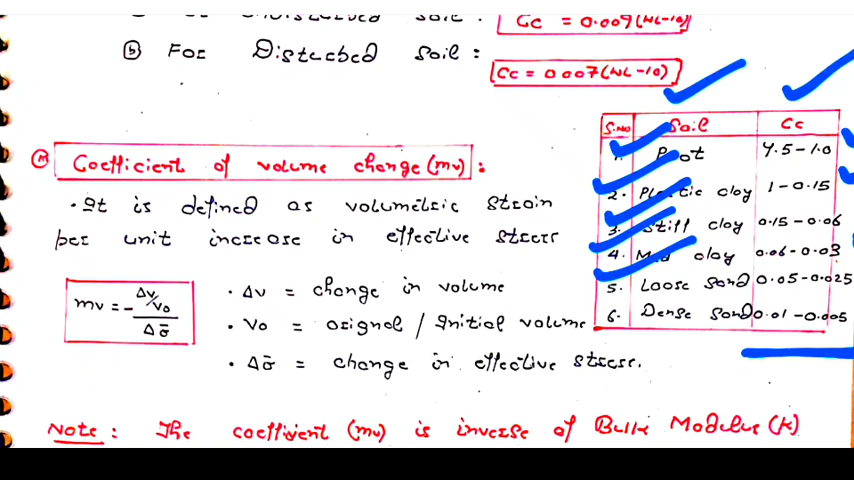 Soil :
Cc = 0.009(WL-10)
(b) For Disturbed Soil :
Cc = 0.007(WL-10)
S.No Soil Cc
1. Peat 4.5-1.0
2. Plastic clay 1-0.15
3. Stiff clay 0.15-0.06
4. clay 0.06-0.03
5. Loose Sand 0.05-0.025
6. Dense Sand 0.01-0.005
Coefficient of volume change (mv) :
• It is defined as volumetric strain
per unit increase in effective stress
mv = - Δv/v₀ / Δσ̄
• Δv = change in volume
• V₀ = orignal / Initial volume
• Δσ̄ = change in effective stress.
Note : The coefficient (mv) is inverse of Bulk Modulus (K)